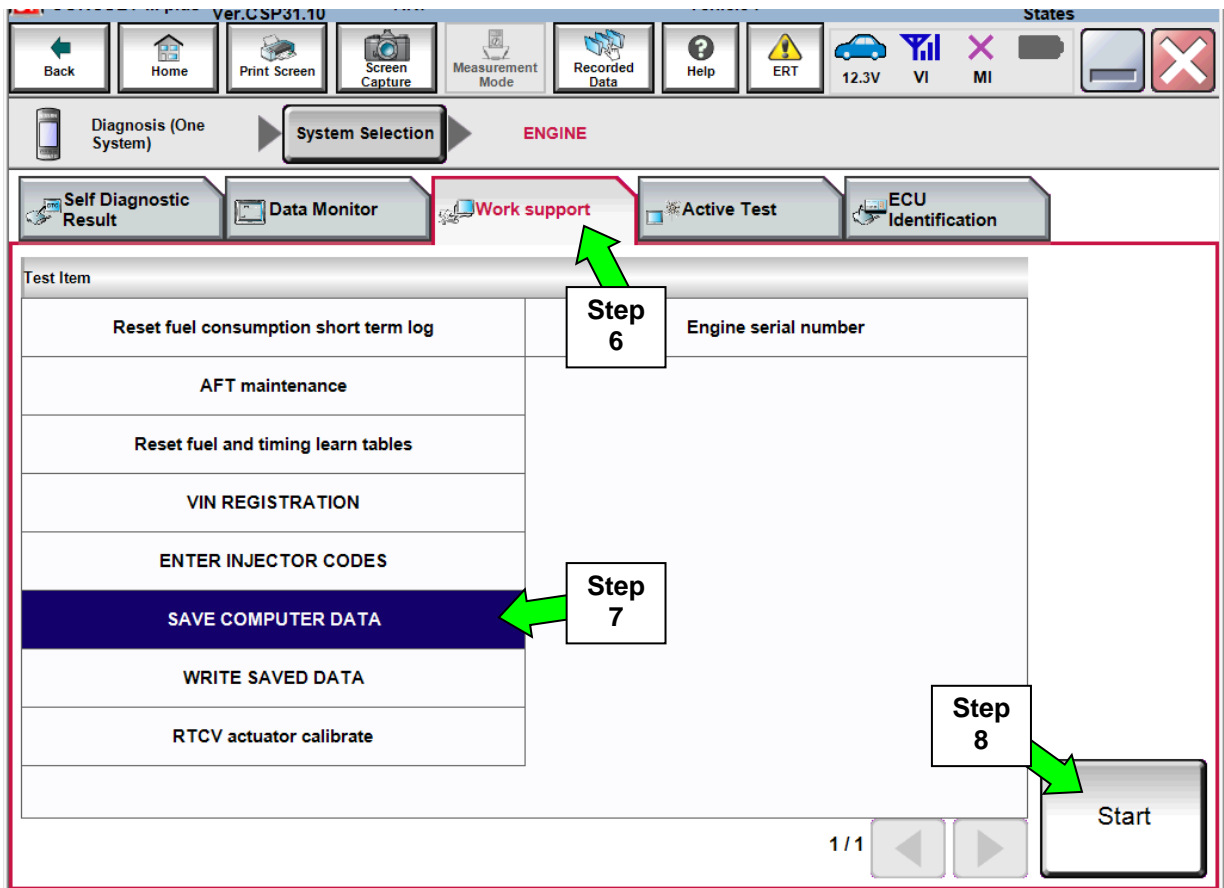 Ver.CSP31.10
States
Back
Home
Print Screen
Screen
Capture
Measurement
Mode
Recorded
Data
Help
ERT
12.3V
VI
MI
Diagnosis (One
System)
System Selection
ENGINE
Self Diagnostic
Result
Data Monitor
Work support
Active Test
ECU
Identification
Test Item
Reset fuel consumption short term log
Engine serial number
Step
6
AFT maintenance
Reset fuel and timing learn tables
VIN REGISTRATION
ENTER INJECTOR CODES
SAVE COMPUTER DATA
Step
7
WRITE SAVED DATA
RTCV actuator calibrate
Step
8
Start
1/1